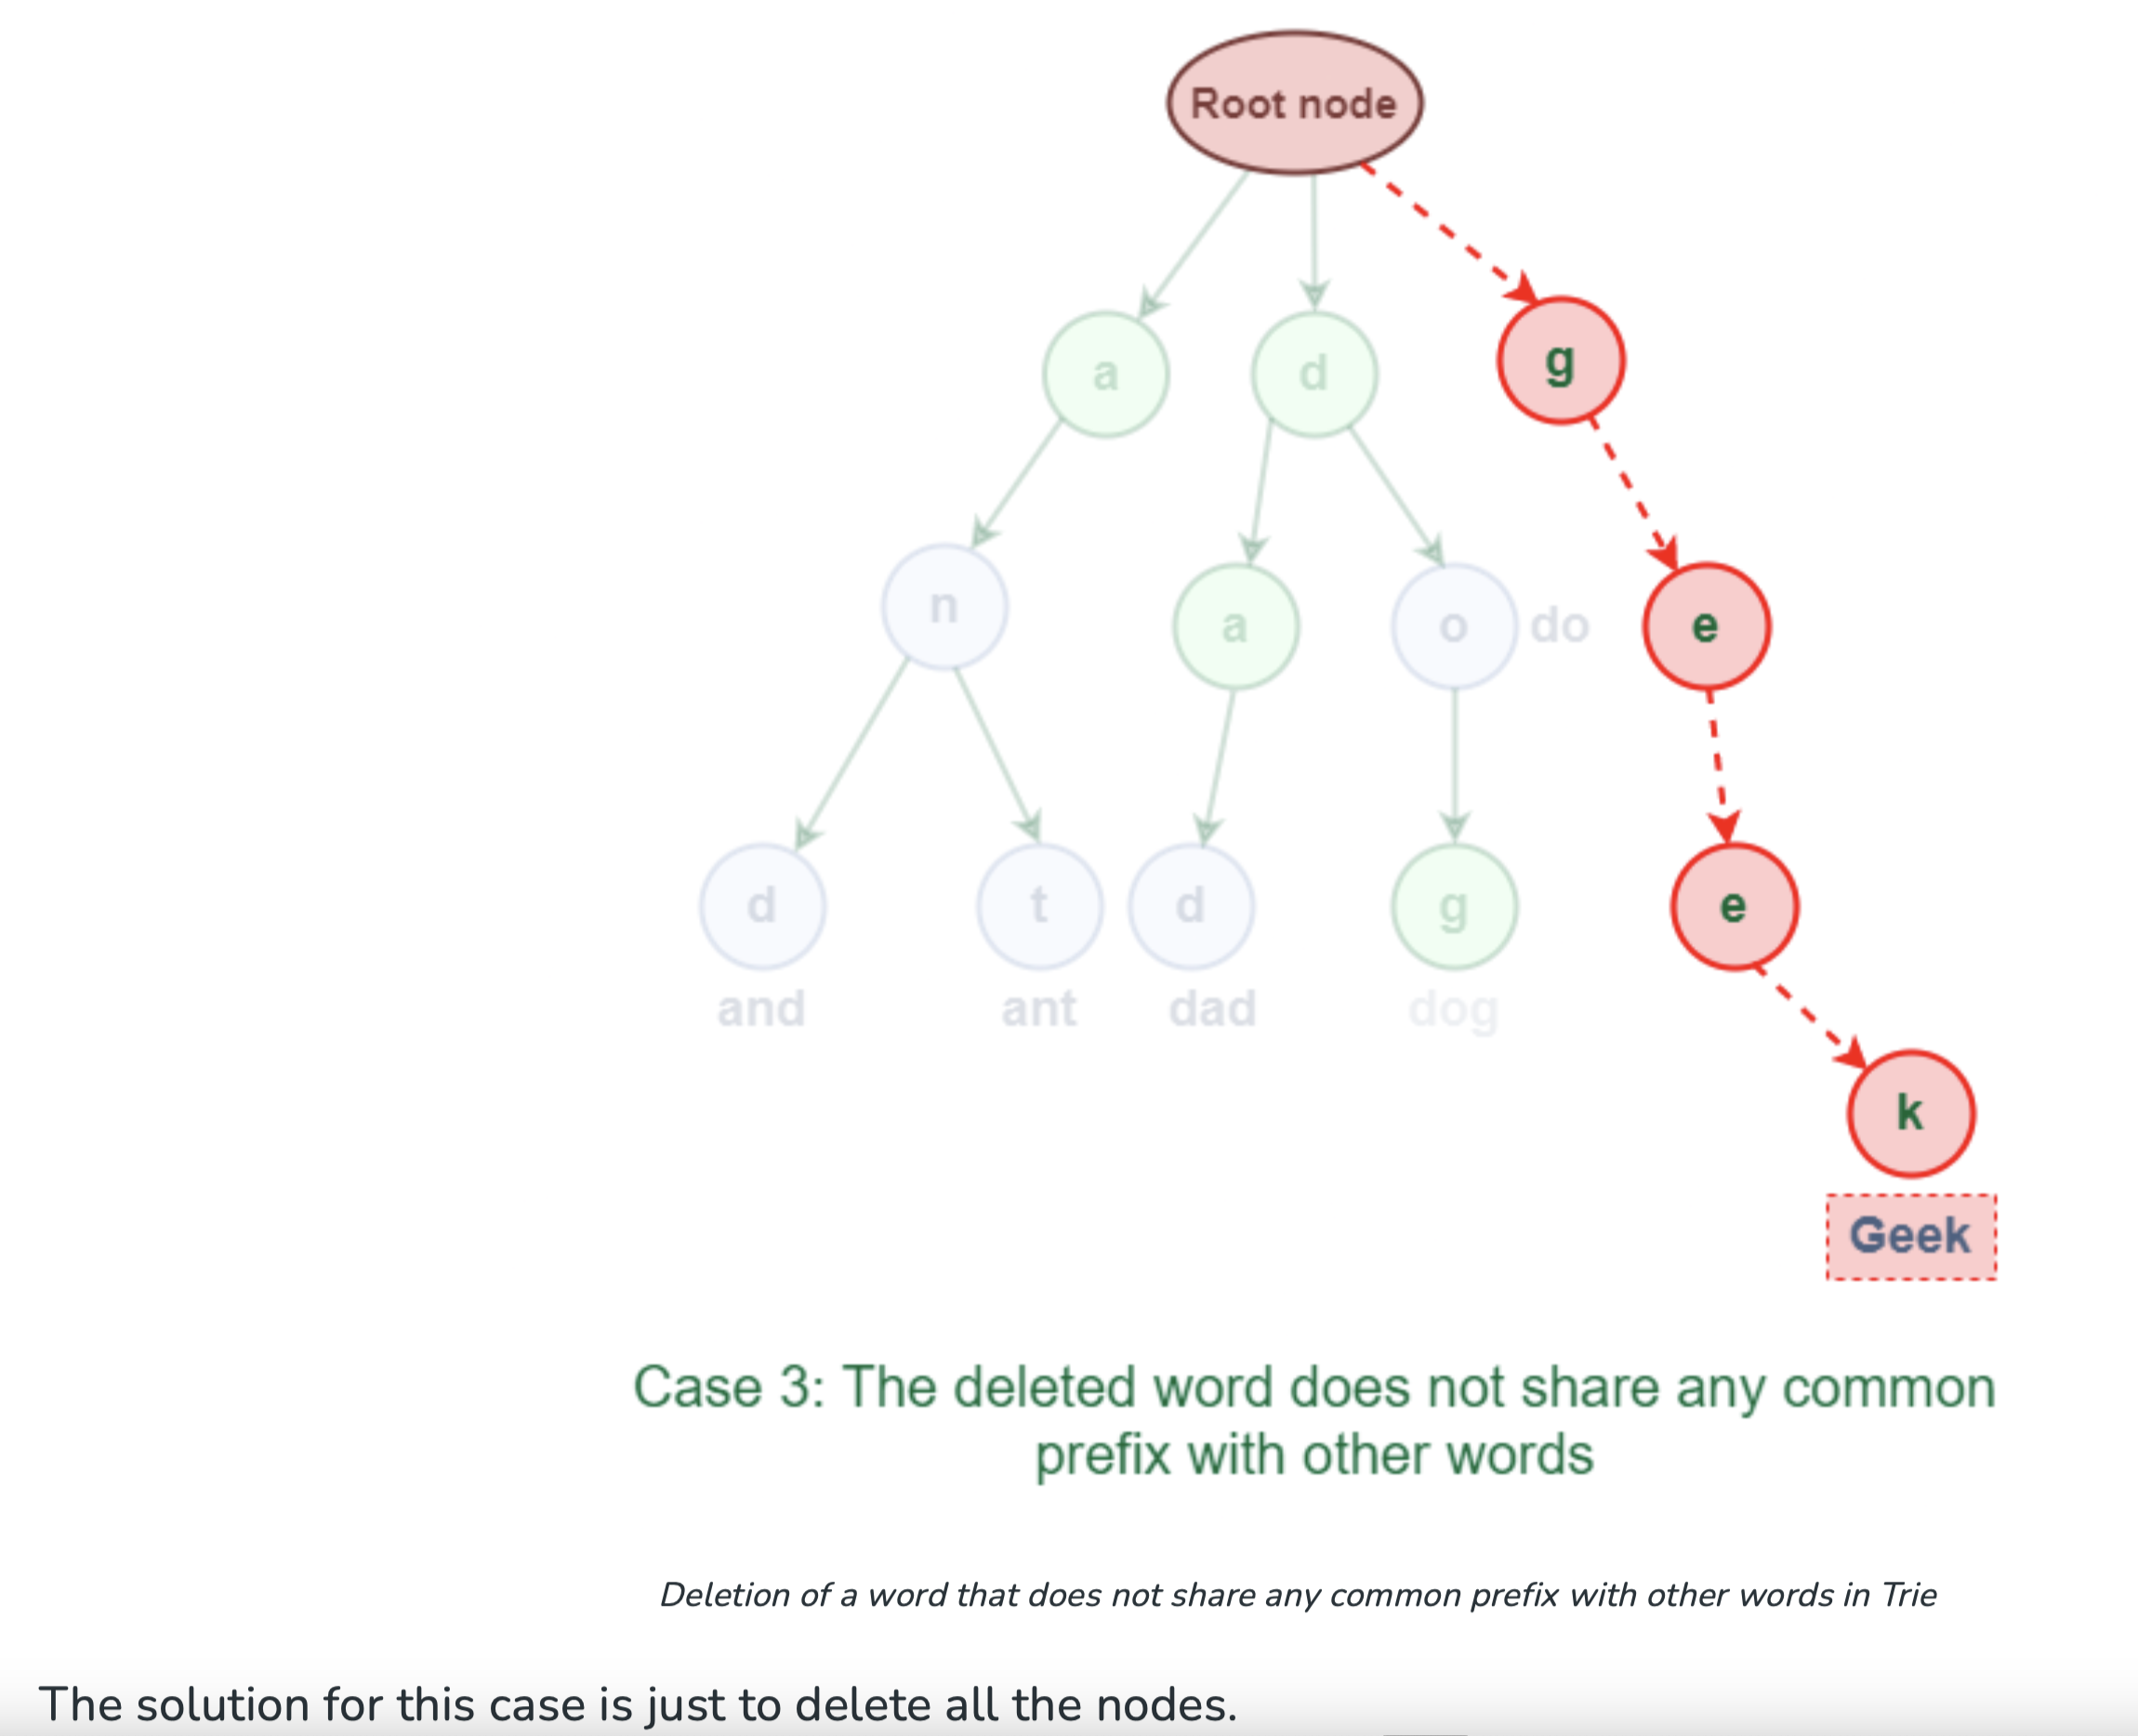 Root node
a
d
g
n
a
o
do
e
d
t
d
g
e
and
ant
dad
dog
k
Geek
Case 3: The deleted word does not share any common
prefix with other words
Deletion of a word that does not share any common prefix with other words in Trie
The solution for this case is just to delete all the nodes.